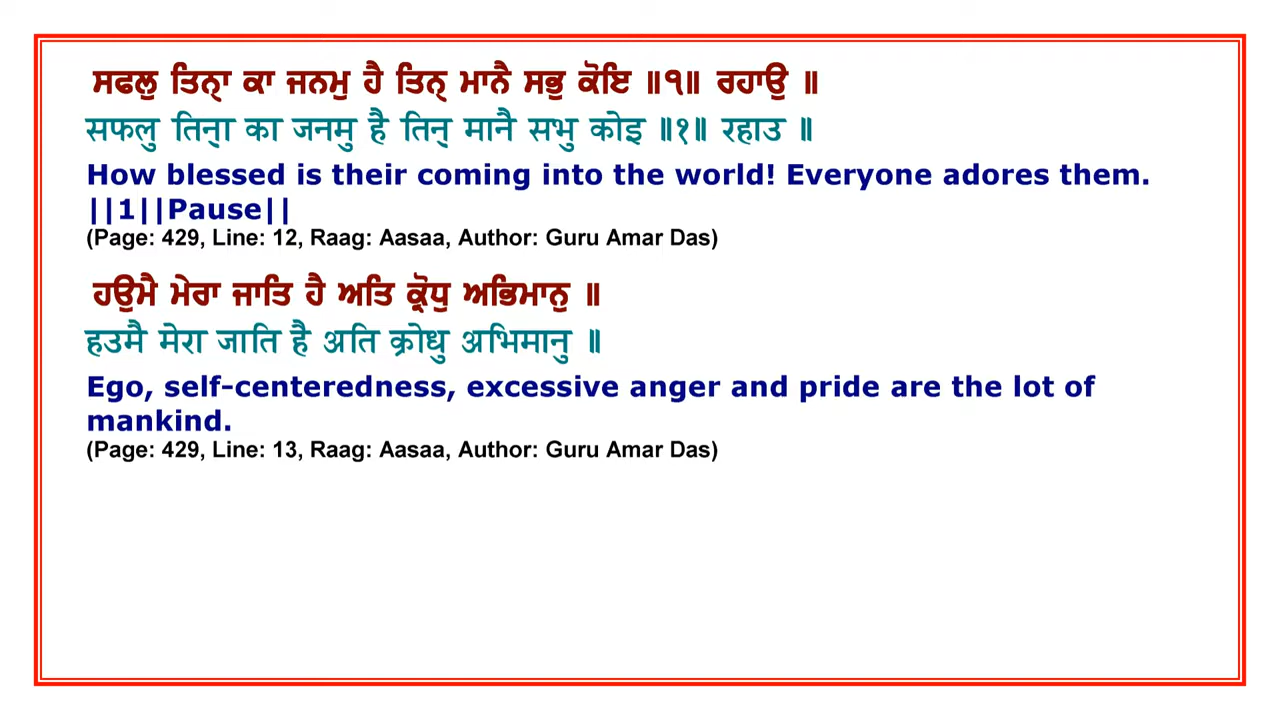 ਸਫਲੁ ਤਿਨ੍ਹਾ ਕਾ ਜਨਮੁ ਹੈ ਤਿਨ੍ਹ ਮਾਨੈ ਸਭੁ ਕੋਇ ॥੧॥ ਰਹਾਉ ॥
सफलु तिन्हा का जनमु है तिन्ह मानै सभु कोइ ॥१॥ रहाउ ॥
How blessed is their coming into the world! Everyone adores them.
||1||Pause||
(Page: 429, Line: 12, Raag: Aasaa, Author: Guru Amar Das)
ਹਉਮੈ ਮੇਰਾ ਜਾਤਿ ਹੈ ਅਤਿ ਕ੍ਰੋਧੁ ਅਭਿਮਾਨੁ ॥
हउमै मेरा जाति है अति क्रोधु अभिमानु ॥
Ego, self-centeredness, excessive anger and pride are the lot of
mankind.
(Page: 429, Line: 13, Raag: Aasaa, Author: Guru Amar Das)